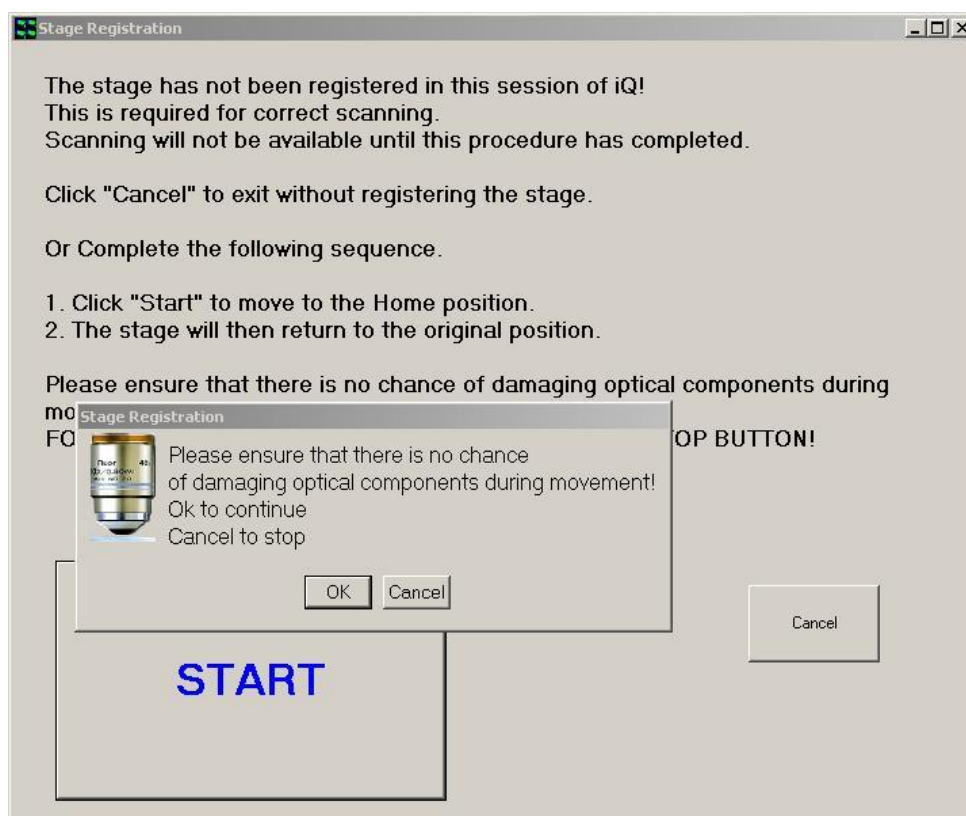 Stage Registration
The stage has not been registered in this session of iQ!
This is required for correct scanning.
Scanning will not be available until this procedure has completed.
Click "Cancel" to exit without registering the stage.
Or Complete the following sequence.
1. Click "Start" to move to the Home position.
2. The stage will then return to the original position.
Please ensure that there is no chance of damaging optical components during
Stage Registration
OP BUTTON!
Please ensure that there is no chance
of damaging optical components during movement!
Ok to continue
Cancel to stop
OK Cancel
Cancel
START